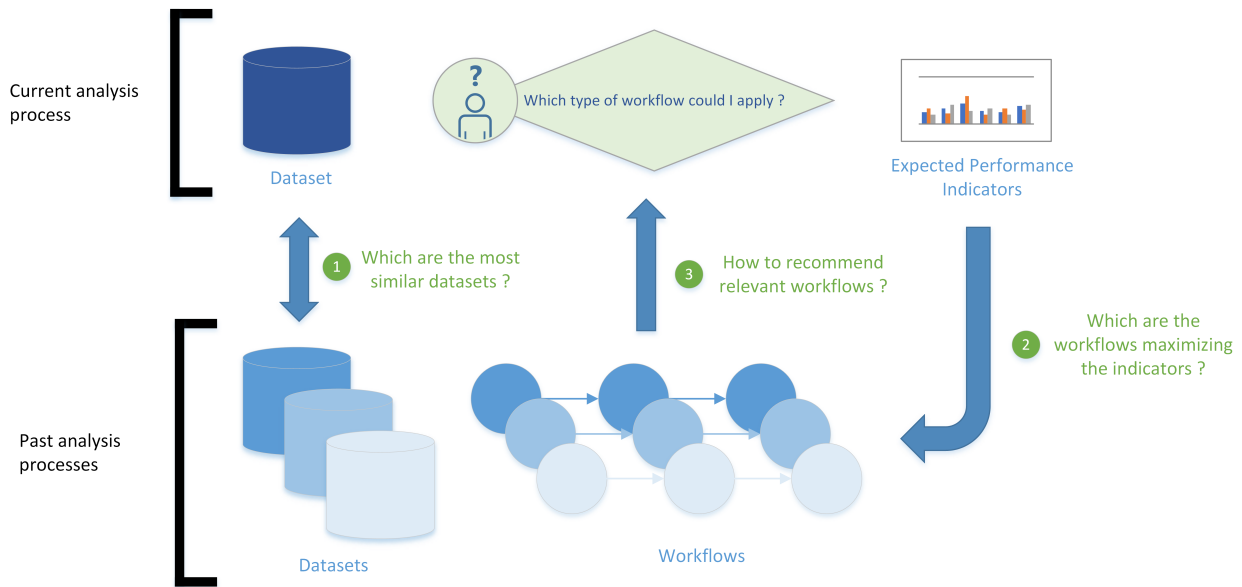 Current analysis
process
?
Which type of workflow could I apply ?
Dataset
Expected Performance
Indicators
1
Which are the most
similar datasets ?
3
How to recommend
relevant workflows ?
2
Which are the
workflows maximizing
the indicators ?
Past analysis
processes
Datasets
Workflows